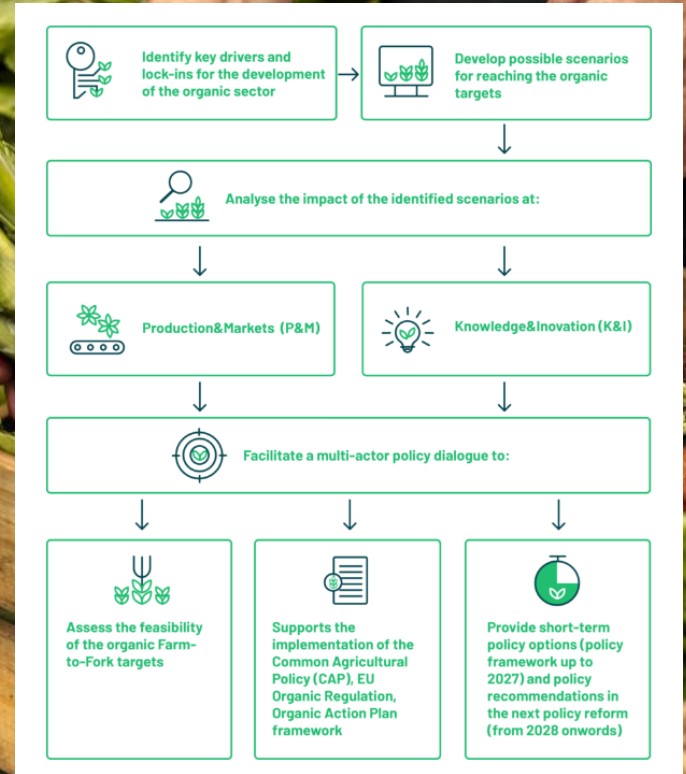 Identify key drivers and
lock-ins for the development
of the organic sector
Develop possible scenarios
for reaching the organic
targets
Analyse the impact of the identified scenarios at:
Production&Markets (P&M)
Knowledge&Inovation (K&I)
Facilitate a multi-actor policy dialogue to:
Assess the feasibility
of the organic Farm-
to-Fork targets
Supports the
implementation of the
Common Agricultural
Policy (CAP), EU
Organic Regulation,
Organic Action Plan
framework
Provide short-term
policy options (policy
framework up to
2027) and policy
recommendations in
the next policy reform
(from 2028 onwords)